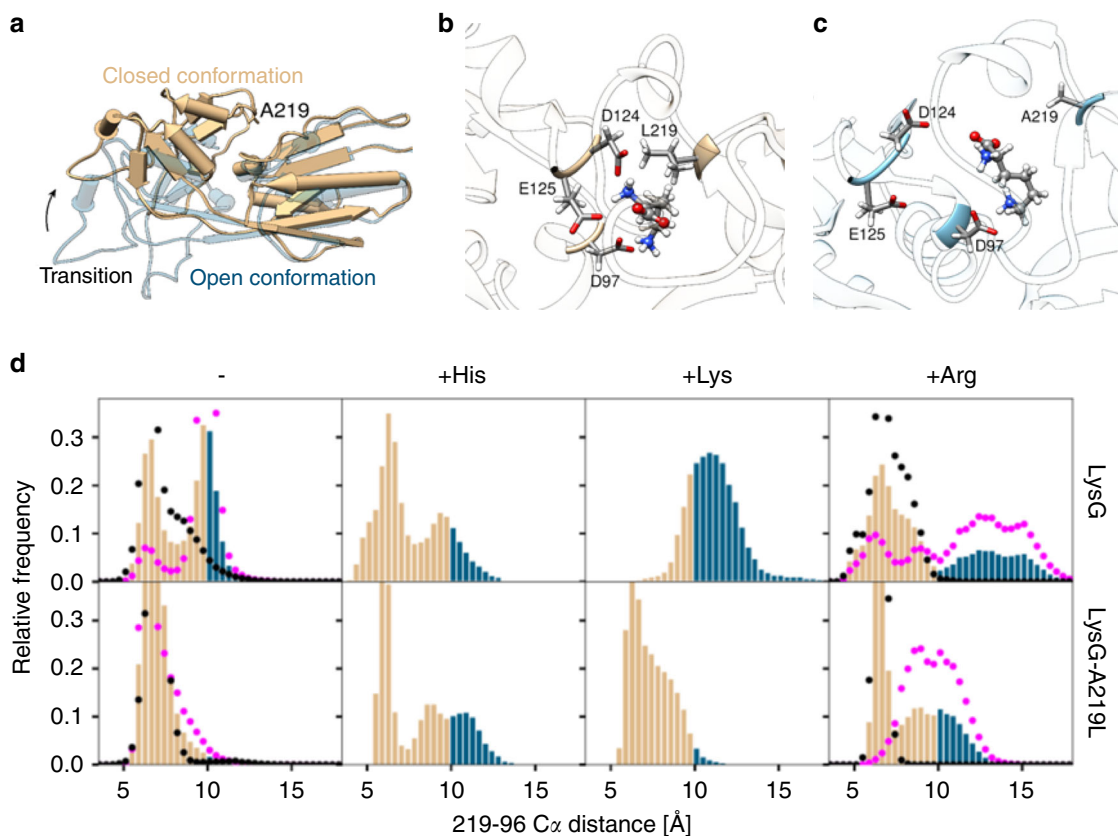 a
Closed conformation
A219
Transition
Open conformation
b
D124
L219
E125
D97
c
D124
A219
E125
D97
d
- +His +Lys +Arg
Relative frequency
0.3
0.2
0.1
0.0
LysG
0.3
0.2
0.1
0.0
LysG-A219L
5 10 15 5 10 15 5 10 15 5 10 15
219-96 Cα distance [Å]